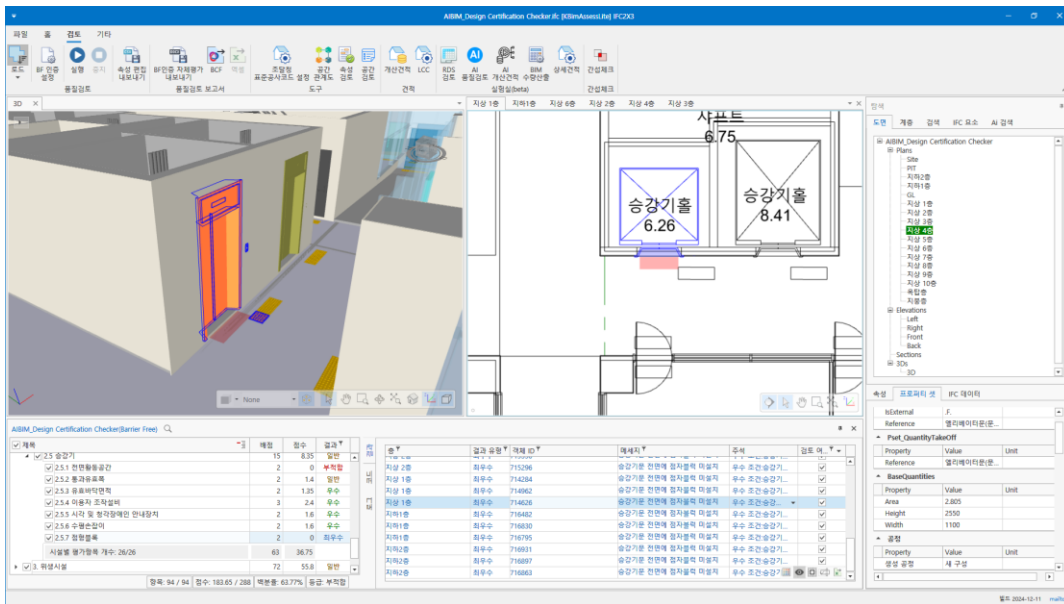 AIBIM_Design Certification Checker.ifc [KBimAssessLite] IFC2X3
파일 홈 검토 기타
로드 BF 인증 설정 실행 중지 속성 편집 내보내기 BF인증 자체평가 내보내기 BCF 엑셀 조달청 표준공사코드 설정 공간 관계도 속성 검토 공간 검토 개산견적 LCC 검토 AI 품질검토 AI 개산견적 BIM 수량산출 상세견적 간섭체크
품질검토 품질검토 보고서 도구 견적 실험실(beta) 간섭체크
3D
None
지상 1층 지하1층 지상 6층 지상 2층 지상 4층 지상 3층
샤프트
6.75
승강기홀
6.26
승강기홀
8.41
탐색
도면 계층 검색 IFC 요소 AI 검색
AIBIM_Design Certification Checker
Plans
Site
PIT
지하2층
지하1층
GL
지상 1층
지상 2층
지상 3층
지상 4층
지상 5층
지상 6층
지상 7층
지상 8층
지상 9층
지상 10층
옥탑층
지붕층
Elevations
Left
Right
Front
Back
Sections
3Ds
3D
속성 프로퍼티 셋 IFC 데이터
IsExternal .F.
Reference 엘리베이터문(문...
Pset_QuantityTakeOff
Property Value Unit
Reference 엘리베이터문(문...
BaseQuantities
Property Value Unit
Area 2.805
Height 2550
Width 1100
공정
Property Value Unit
생성 공정 새 구성
AIBIM_Design Certification Checker(Barrier Free)
제목 배점 점수 결과
2.5 승강기 15 8.35 일반
2.5.1 전면활동공간 2 0 부적합
2.5.2 통과유효폭 2 1.4 일반
2.5.3 유효바닥면적 2 1.35 우수
2.5.4 이용자 조작설비 3 2.4 우수
2.5.5 시각 및 청각장애인 안내장치 2 1.6 우수
2.5.6 수평손잡이 2 1.6 우수
2.5.7 점형블록 2 0 최우수
시설별 평가항목 개수: 26/26 63 36.75
3. 위생시설 72 55.8 일반
항목: 94 / 94 점수: 183.65 / 288 백분율: 63.77% 등급: 부적합
층 결과 유형 객체 ID 메세지 주석 검토 여...
지상 2층 최우수 715296 승강기문 전면에 점자블럭 미설치 우수 조건:승강기...
지상 1층 최우수 714284 승강기문 전면에 점자블럭 미설치 우수 조건:승강기...
지상 1층 최우수 714962 승강기문 전면에 점자블럭 미설치 우수 조건:승강기...
지상 1층 최우수 714626 승강기문 전면에 점자블럭 미설치 우수 조건:승강...
지하1층 최우수 716482 승강기문 전면에 점자블럭 미설치 우수 조건:승강기...
지하1층 최우수 716830 승강기문 전면에 점자블럭 미설치 우수 조건:승강기...
지하1층 최우수 716795 승강기문 전면에 점자블럭 미설치 우수 조건:승강기...
지하2층 최우수 716931 승강기문 전면에 점자블럭 미설치 우수 조건:승강기...
지하2층 최우수 716897 승강기문 전면에 점자블럭 미설치 우수 조건:승강기...
지하2층 최우수 716863 승강기문 전면에 점자블럭 미설치 우수 조건:승강기
빌드 2024-12-11